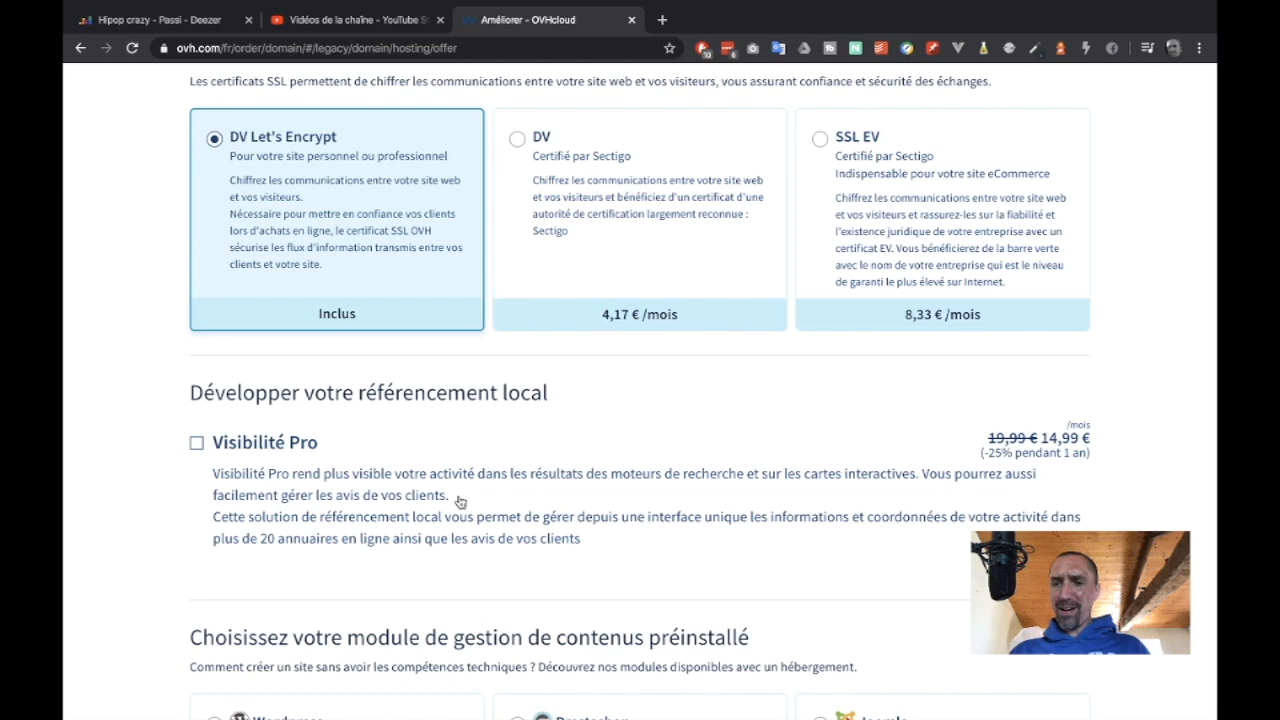 Hipop crazy - Passi - Deezer
Vidéos de la chaîne - YouTube S
Améliorer - OVHcloud
ovh.com/fr/order/domain/#/legacy/domain/hosting/offer
Les certificats SSL permettent de chiffrer les communications entre votre site web et vos visiteurs, vous assurant confiance et sécurité des échanges.
DV Let's Encrypt
Pour votre site personnel ou professionnel
Chiffrez les communications entre votre site web
et vos visiteurs.
Nécessaire pour mettre en confiance vos clients
lors d'achats en ligne, le certificat SSL OVH
sécurise les flux d'information transmis entre vos
clients et votre site.
Inclus
DV
Certifié par Sectigo
Chiffrez les communications entre votre site web
et vos visiteurs et bénéficiez d'un certificat d'une
autorité de certification largement reconnue :
Sectigo
4,17 € /mois
SSL EV
Certifié par Sectigo
Indispensable pour votre site eCommerce
Chiffrez les communications entre votre site web
et vos visiteurs et rassurez-les sur la fiabilité et
l'existence juridique de votre entreprise avec un
certificat EV. Vous bénéficierez de la barre verte
avec le nom de votre entreprise qui est le niveau
de garanti le plus élevé sur Internet.
8,33 € /mois
Développer votre référencement local
Visibilité Pro
/mois
19,99 € 14,99 €
(-25% pendant 1 an)
Visibilité Pro rend plus visible votre activité dans les résultats des moteurs de recherche et sur les cartes interactives. Vous pourrez aussi
facilement gérer les avis de vos clients.
Cette solution de référencement local vous permet de gérer depuis une interface unique les informations et coordonnées de votre activité dans
plus de 20 annuaires en ligne ainsi que les avis de vos clients
Choisissez votre module de gestion de contenus préinstallé
Comment créer un site sans avoir les compétences techniques ? Découvrez nos modules disponibles avec un hébergement.
Wordpress
Prestashop
Joomla